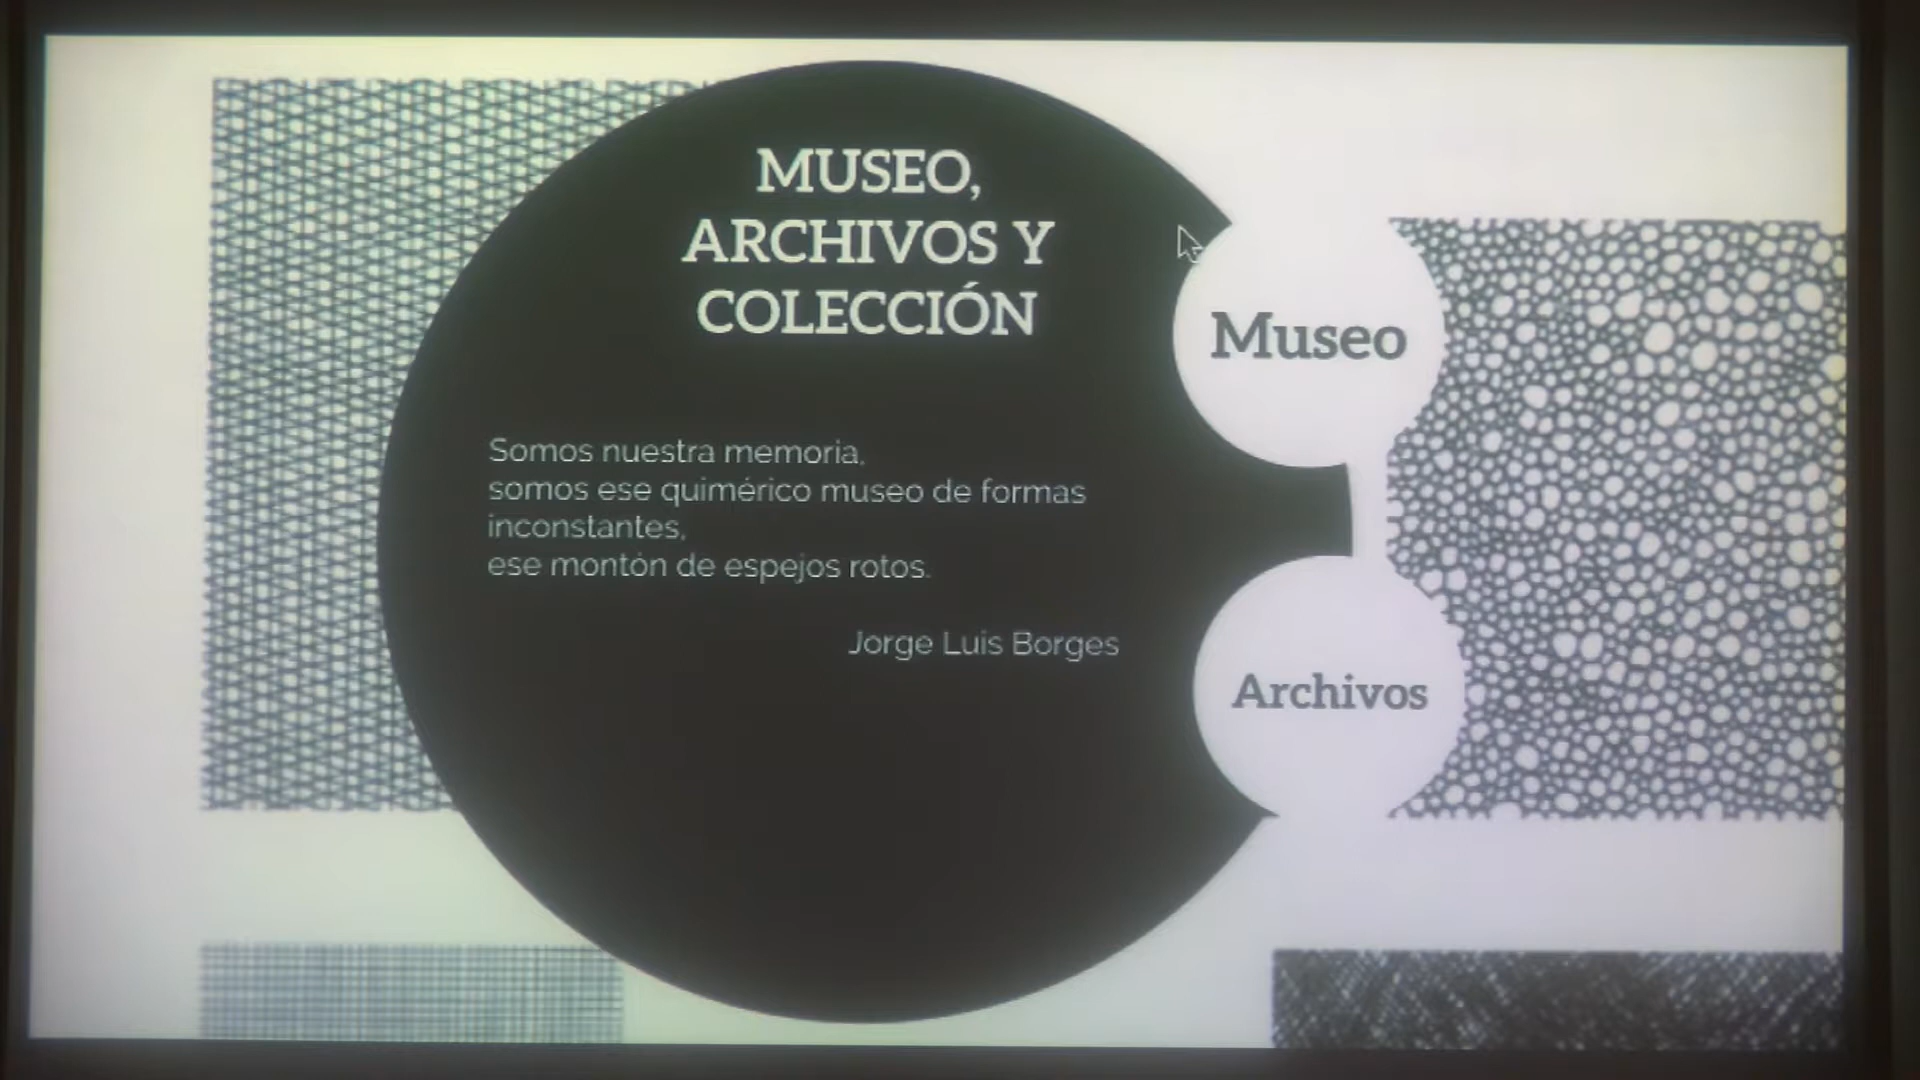 MUSEO,
ARCHIVOS Y
COLECCIÓN
Somos nuestra memoria,
somos ese quimérico museo de formas
inconstantes,
ese montón de espejos rotos.
Jorge Luis Borges
Museo
Archivos